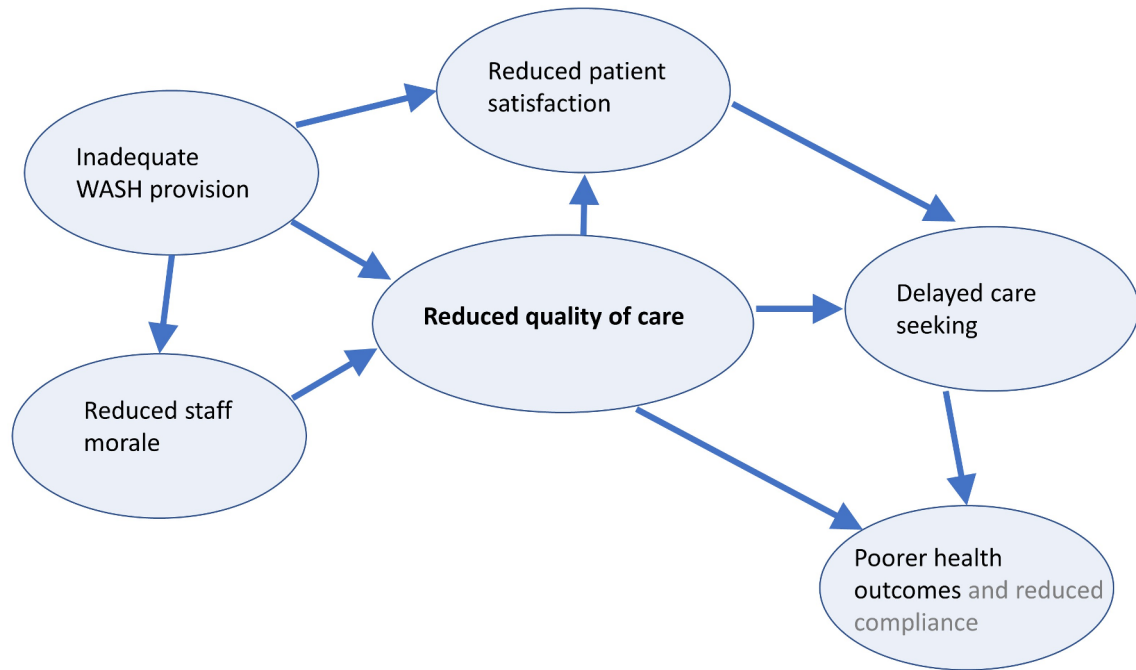 Reduced patient
satisfaction
Inadequate
WASH provision
Reduced quality of care
Delayed care
seeking
Reduced staff
morale
Poorer health
outcomes and reduced
compliance